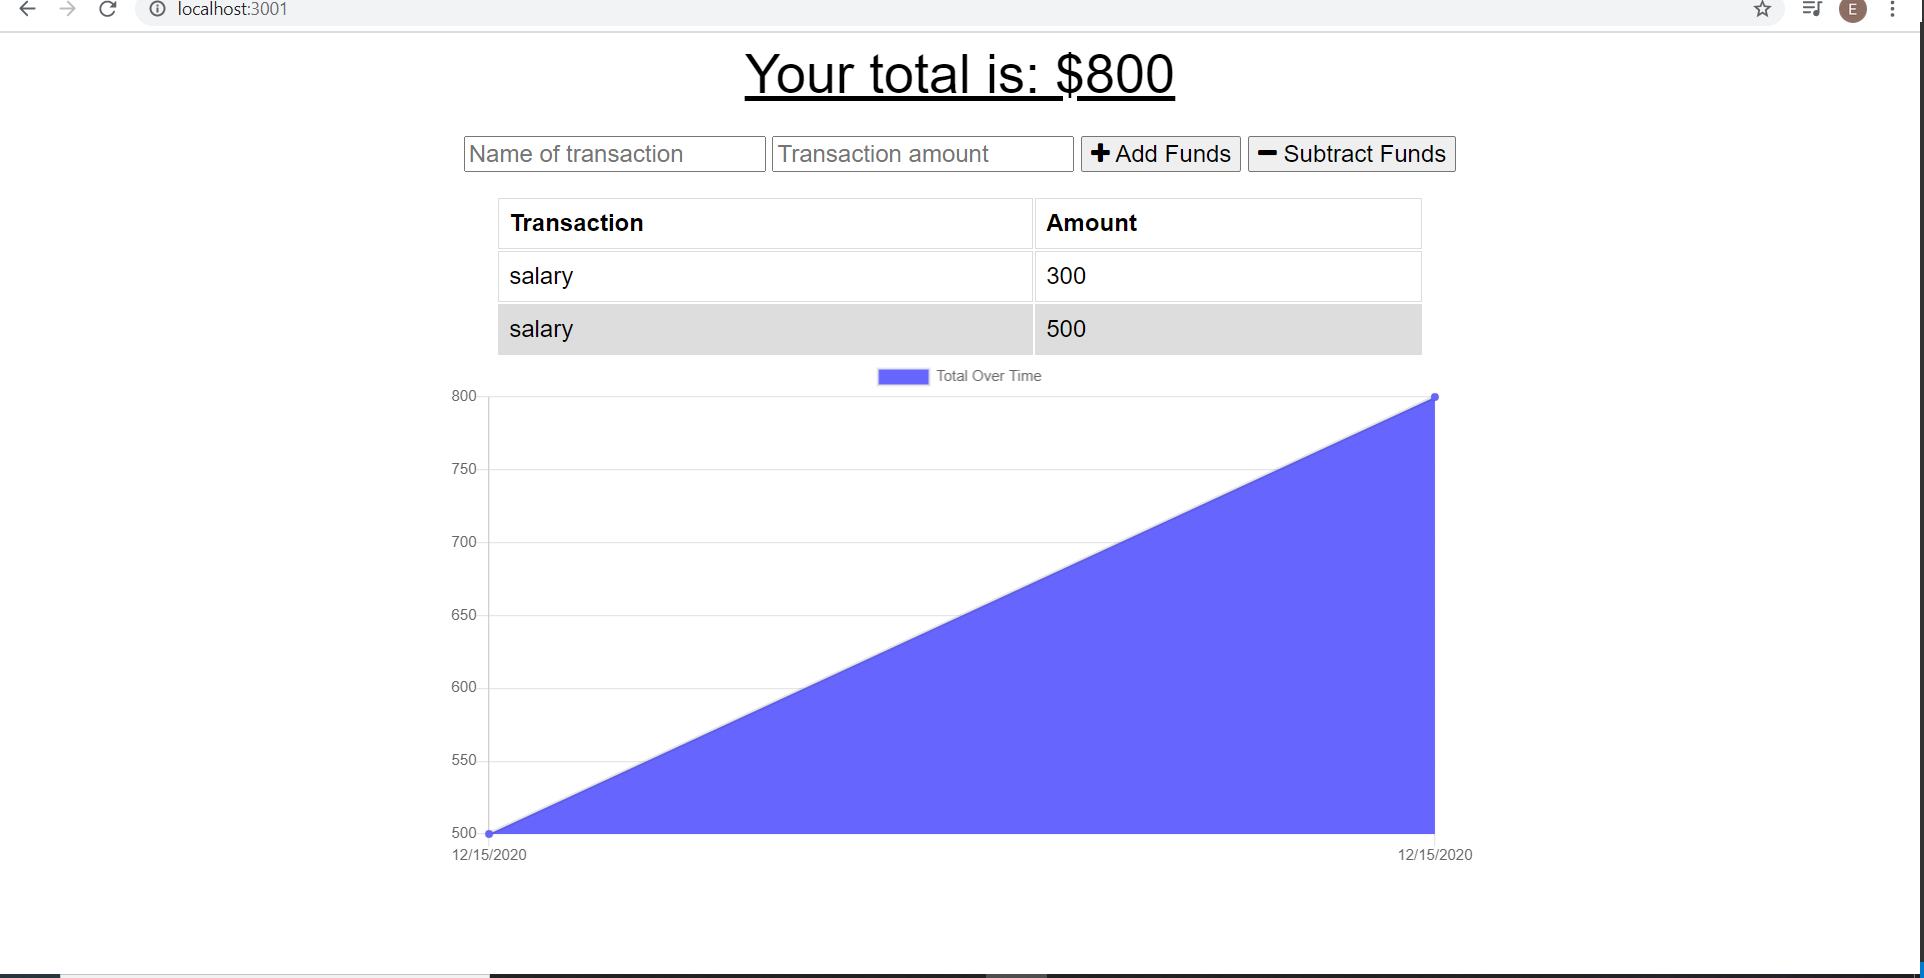 localhost:3001
E
Your total is: $800
Name of transaction Transaction amount Add Funds Subtract Funds
Transaction Amount
salary 300
salary 500
Total Over Time
800
750
700
650
600
550
500
12/15/2020 12/15/2020